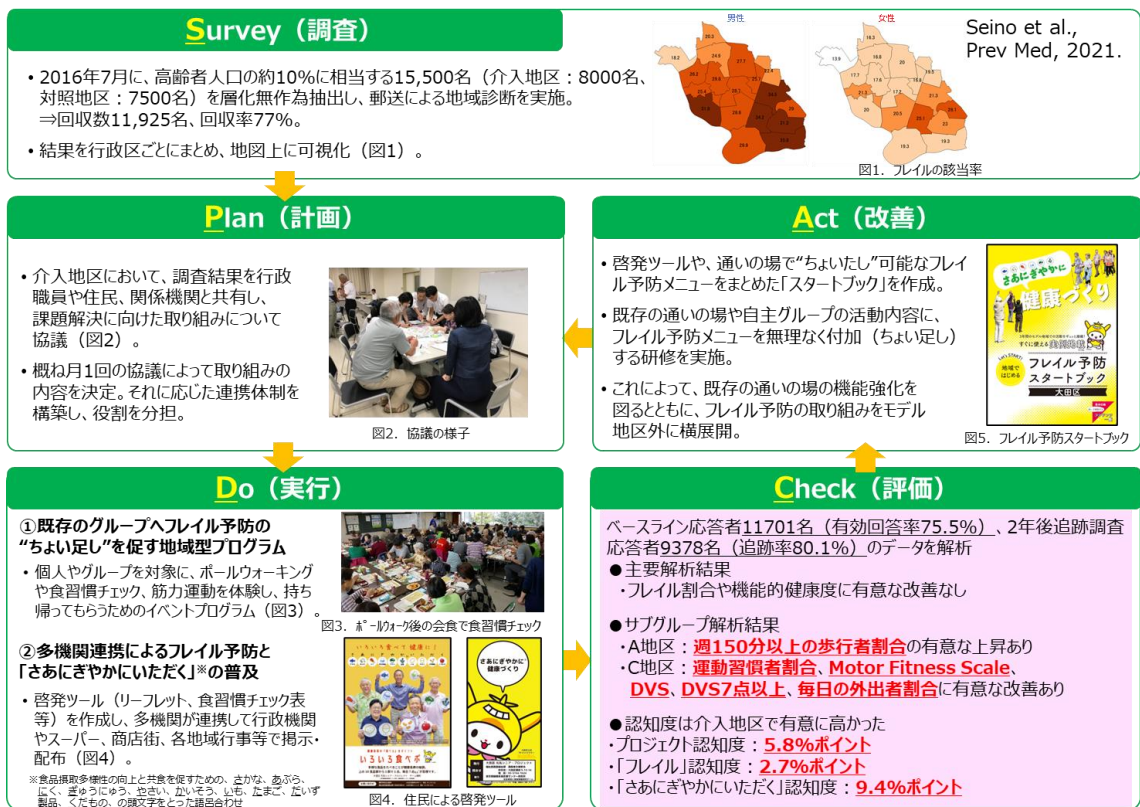 Survey（調査）
・2016年7月に、高齢者人口の約10％に相当する15,500名（介入地区：8000名、
対照地区：7500名）を層化無作為抽出し、郵送による地域診断を実施。
⇒回収数11,925名、回収率77%。
・結果を行政区ごとにまとめ、地図上に可視化（図1）。
男性
女性
図1．フレイルの該当率
Seino et al.,
Prev Med, 2021.
Plan（計画）
・介入地区において、調査結果を行政
職員や住民、関係機関と共有し、
課題解決に向けた取り組みについて
協議（図2）。
・概ね月1回の協議によって取り組みの
内容を決定。それに応じた連携体制を
構築し、役割を分担。
図2．協議の様子
Act（改善）
・啓発ツールや、通いの場で“ちょいたし”可能なフレイ
ル予防メニューをまとめた「スタートブック」を作成。
・既存の通いの場や自主グループの活動内容に、
フレイル予防メニューを無理なく付加（ちょい足し）
する研修を実施。
・これによって、既存の通いの場の機能強化を
図るとともに、フレイル予防の取り組みをモデル
地区外に横展開。
さあにぎやかに
健康づくり
すぐに使える実例掲載
地域で
はじめる
フレイル予防
スタートブック
大田区
図5．フレイル予防スタートブック
Do（実行）
①既存のグループへフレイル予防の
“ちょい足し”を促す地域型プログラム
・個人やグループを対象に、ポールウォーキング
や食習慣チェック、筋力運動を体験し、持ち
帰ってもらうためのイベントプログラム（図3）。
図3．ﾎﾟｰﾙｳｫｰｸ後の会食で食習慣チェック
②多機関連携によるフレイル予防と
「さあにぎやかにいただく」※の普及
・啓発ツール（リーフレット、食習慣チェック表
等）を作成し、多機関が連携して行政機関
やスーパー、商店街、各地域行事等で掲示・
配布（図4）。
※食品摂取多様性の向上と共食を促すための、さかな、あぶら、
にく、ぎゅうにゅう、やさい、かいそう、いも、たまご、だいず
製品、くだもの、の頭文字をとった語呂合わせ
いろいろ食べて健康に！
いろいろ食べぶ
さあにぎやかに
健康づくり
図4．住民による啓発ツール
Check（評価）
ベースライン応答者11701名（有効回答率75.5%）、2年後追跡調査
応答者9378名（追跡率80.1%）のデータを解析
●主要解析結果
・フレイル割合や機能的健康度に有意な改善なし
●サブグループ解析結果
・A地区：週150分以上の歩行者割合の有意な上昇あり
・C地区：運動習慣者割合、Motor Fitness Scale、
DVS、DVS7点以上、毎日の外出者割合に有意な改善あり
●認知度は介入地区で有意に高かった
・プロジェクト認知度：5.8%ポイント
・「フレイル」認知度：2.7%ポイント
・「さあにぎやかにいただく」認知度：9.4%ポイント